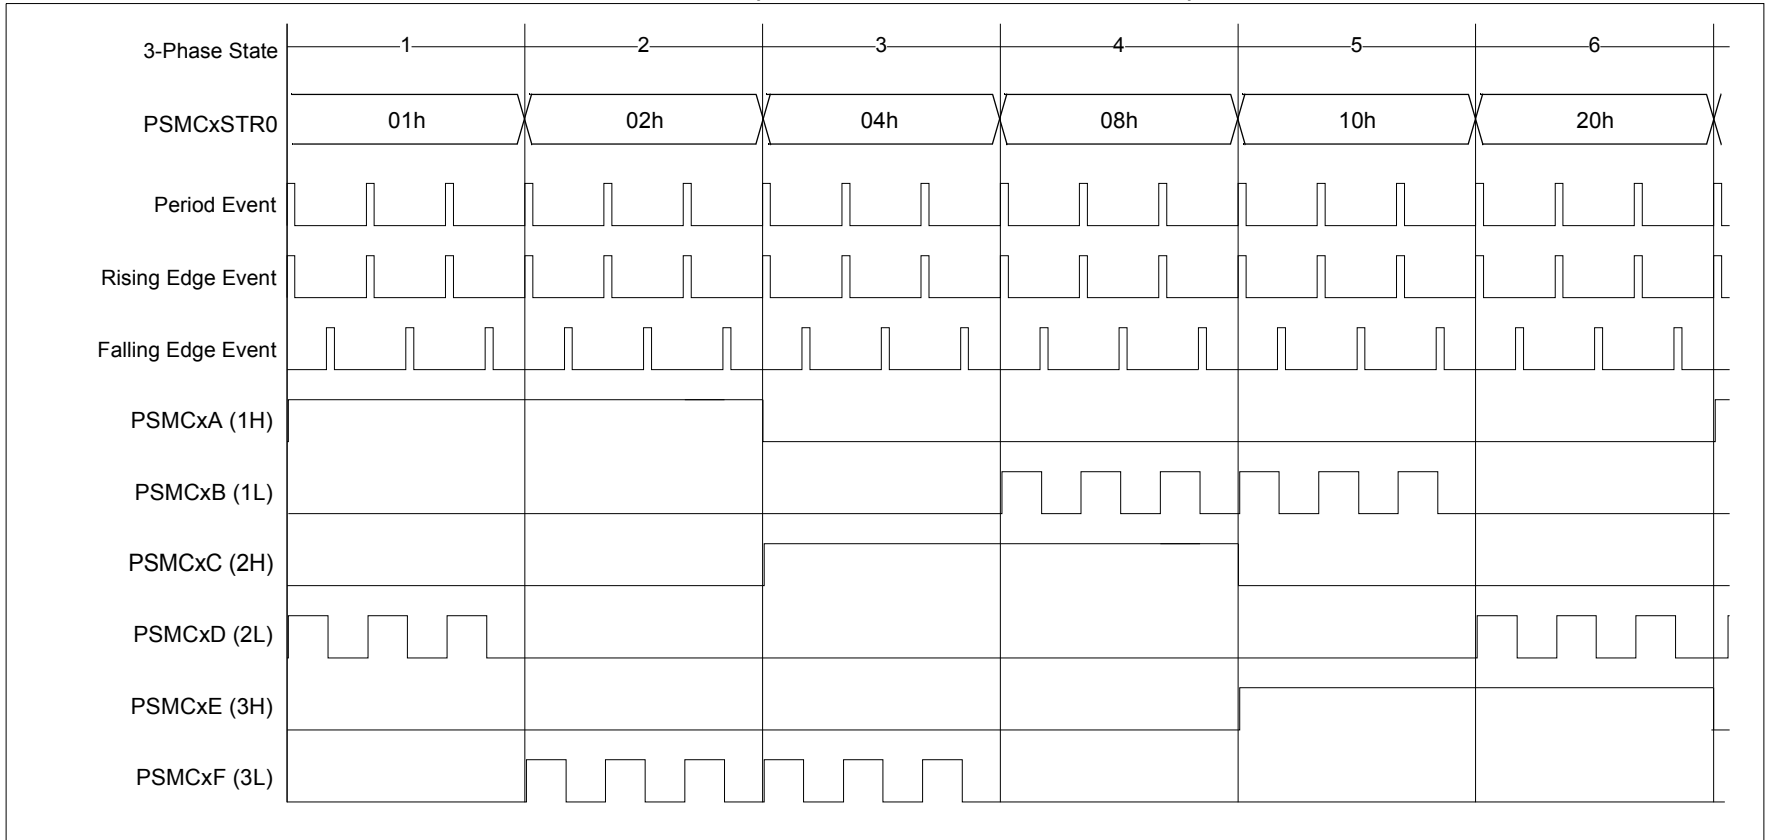 3-Phase State 1 2 3 4 5 6
PSMCxSTR0 01h 02h 04h 08h 10h 20h
Period Event
Rising Edge Event
Falling Edge Event
PSMCxA (1H)
PSMCxB (1L)
PSMCxC (2H)
PSMCxD (2L)
PSMCxE (3H)
PSMCxF (3L)